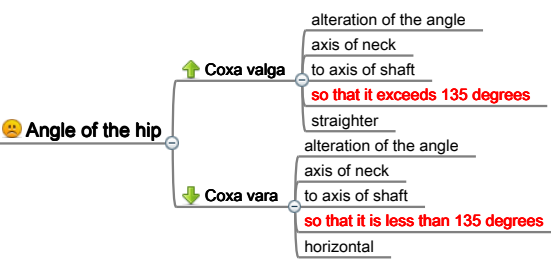 Angle of the hip
Coxa valga
alteration of the angle
axis of neck
to axis of shaft
so that it exceeds 135 degrees
straighter
Coxa vara
alteration of the angle
axis of neck
to axis of shaft
so that it is less than 135 degrees
horizontal